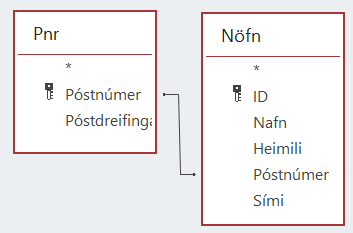 Pnr
*
Póstnúmer
Póstdreifinga
Nöfn
*
ID
Nafn
Heimili
Póstnúmer
Sími